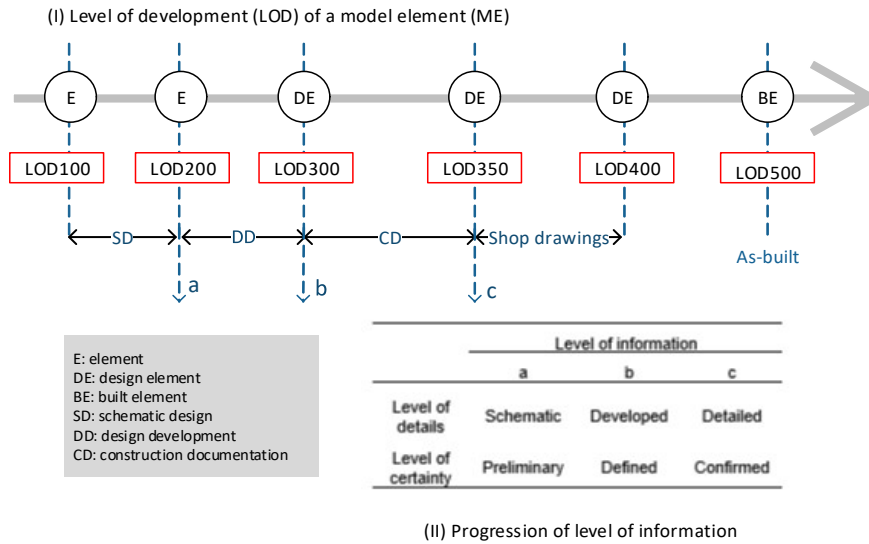 (I) Level of development (LOD) of a model element (ME)
E E DE DE DE BE
LOD100 LOD200 LOD300 LOD350 LOD400 LOD500
SD DD CD Shop drawings
As-built
a b c
E: element
DE: design element
BE: built element
SD: schematic design
DD: design development
CD: construction documentation
Level of information
a b c
Level of details Schematic Developed Detailed
Level of certainty Preliminary Defined Confirmed
(II) Progression of level of information